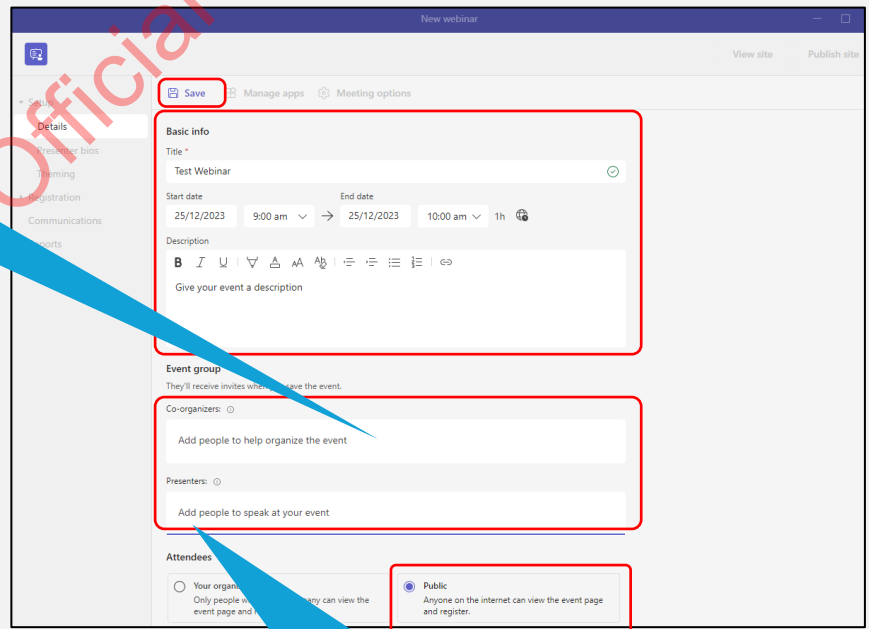 New webinar
View site Publish site
Save Manage apps Meeting options
Setup
Details
Presenter bios
Theming
Registration
Communications
Reports
Official
Basic info
Title *
Test Webinar
Start date End date
25/12/2023 9:00 am → 25/12/2023 10:00 am 1h
Description
B I U A AA Ab
Give your event a description
Event group
They'll receive invites when save the event.
Co-organizers:
Add people to help organize the event
Presenters:
Add people to speak at your event
Attendees
Your organ
Only people w any can view the
event page and
Public
Anyone on the internet can view the event page
and register.